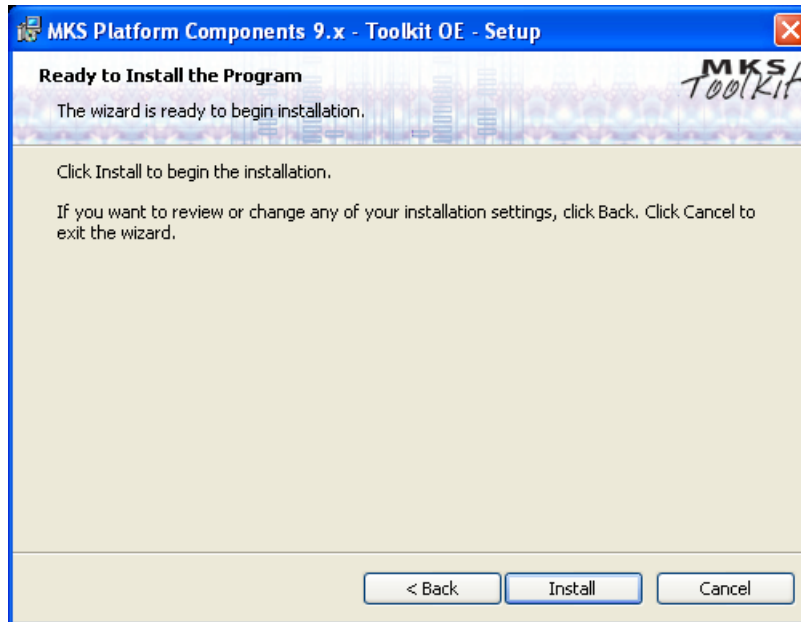 MKS Platform Components 9.x - Toolkit OE - Setup
Ready to Install the Program
The wizard is ready to begin installation.
MKS
Toolkit
Click Install to begin the installation.
If you want to review or change any of your installation settings, click Back. Click Cancel to
exit the wizard.
< Back
Install
Cancel